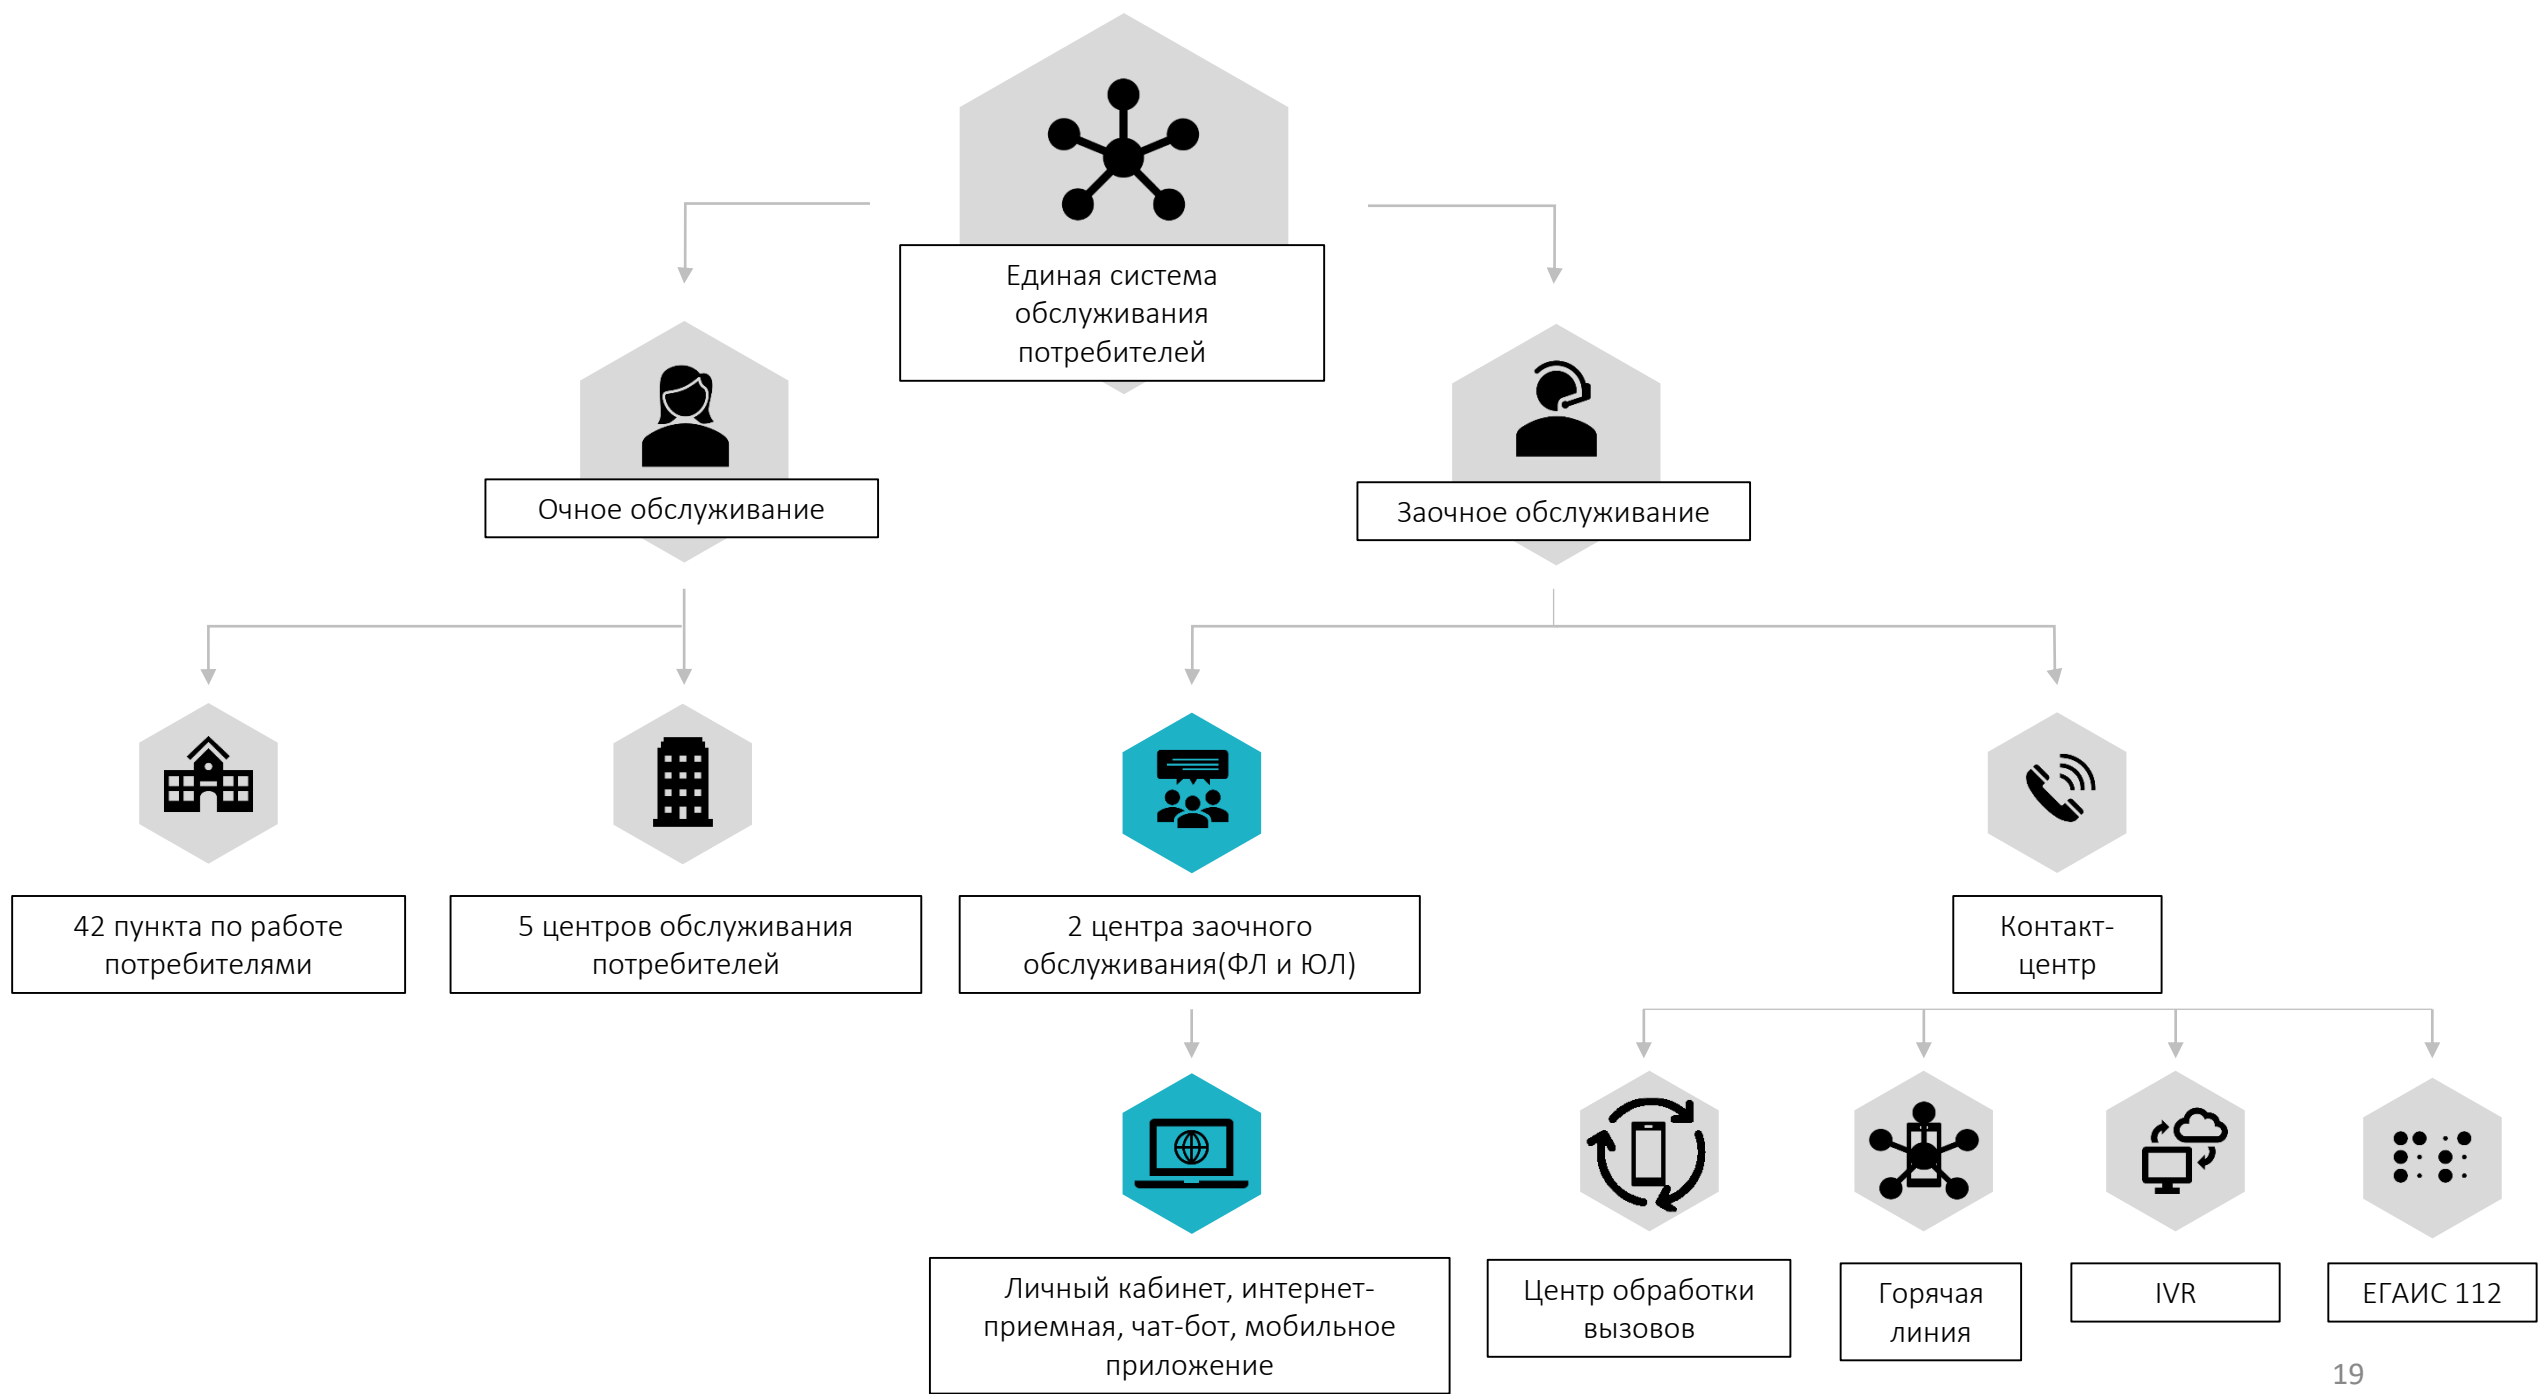 Единая система
обслуживания
потребителей
Очное обслуживание
Заочное обслуживание
42 пункта по работе
потребителями
5 центров обслуживания
потребителей
2 центра заочного
обслуживания(ФЛ и ЮЛ)
Контакт-
центр
Личный кабинет, интернет-
приемная, чат-бот, мобильное
приложение
Центр обработки
вызовов
Горячая
линия
IVR
ЕГАИС 112
19